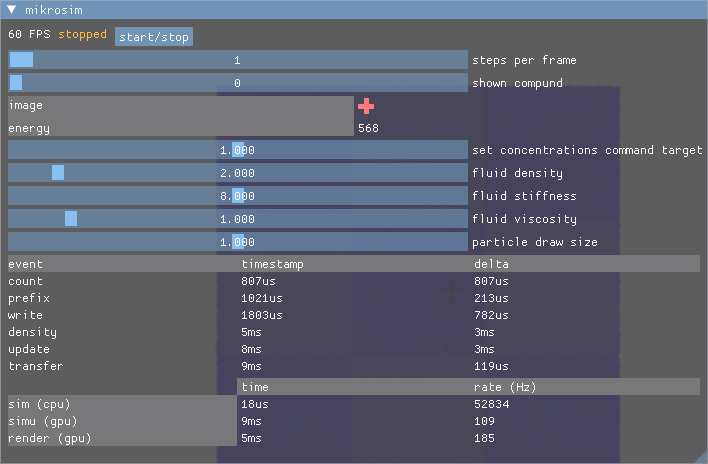 mikrosim
60 FPS stopped start/stop
1 steps per frame
0 shown compund
image
energy 568
1.000 set concentrations command target
2.000 fluid density
8.000 fluid stiffness
1.000 fluid viscosity
1.000 particle draw size
event timestamp delta
count 807us 807us
prefix 1021us 213us
write 1803us 782us
density 5ms 3ms
update 8ms 3ms
transfer 9ms 119us
time rate (Hz)
sim (cpu) 18us 52834
simu (gpu) 9ms 109
render (gpu) 5ms 185